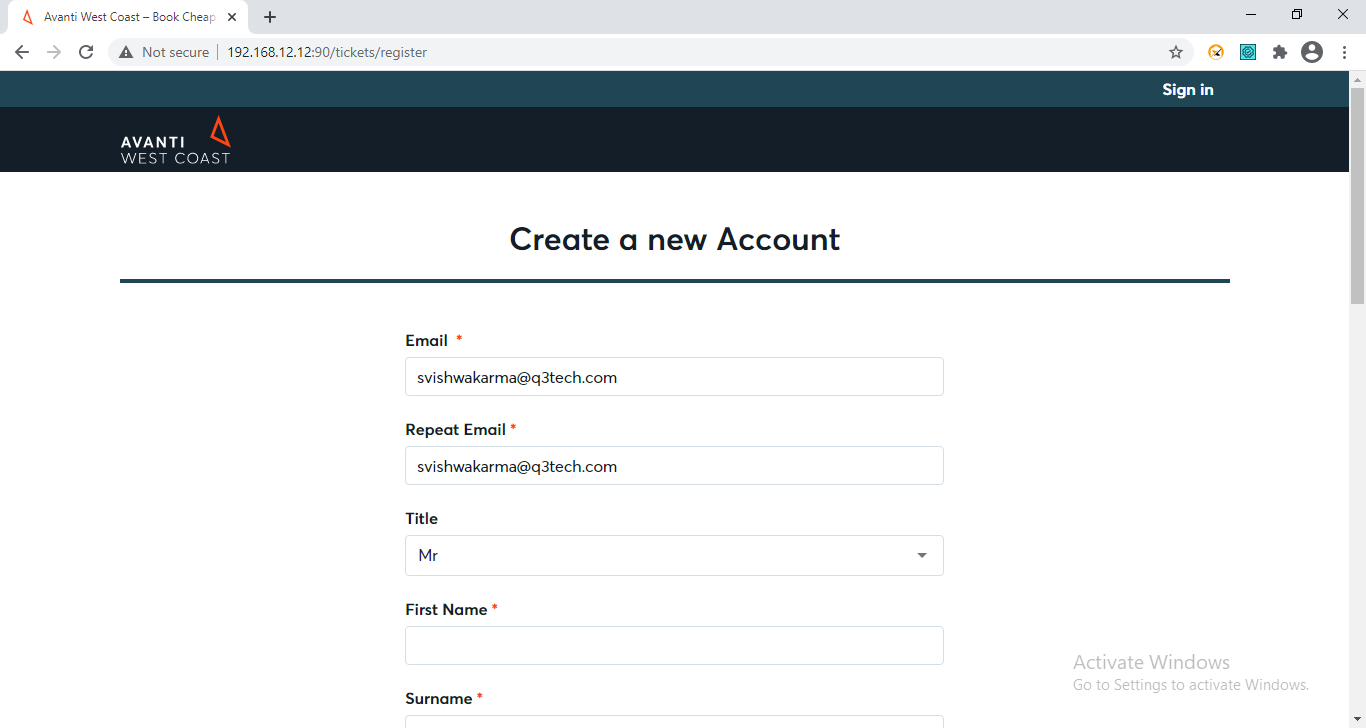 Avanti West Coast – Book Cheap
Not secure
192.168.12.12:90/tickets/register
Sign in
AVANTI
WEST COAST
Create a new Account
Email *
svishwakarma@q3tech.com
Repeat Email *
svishwakarma@q3tech.com
Title
Mr
First Name *
Surname *
Activate Windows
Go to Settings to activate Windows.